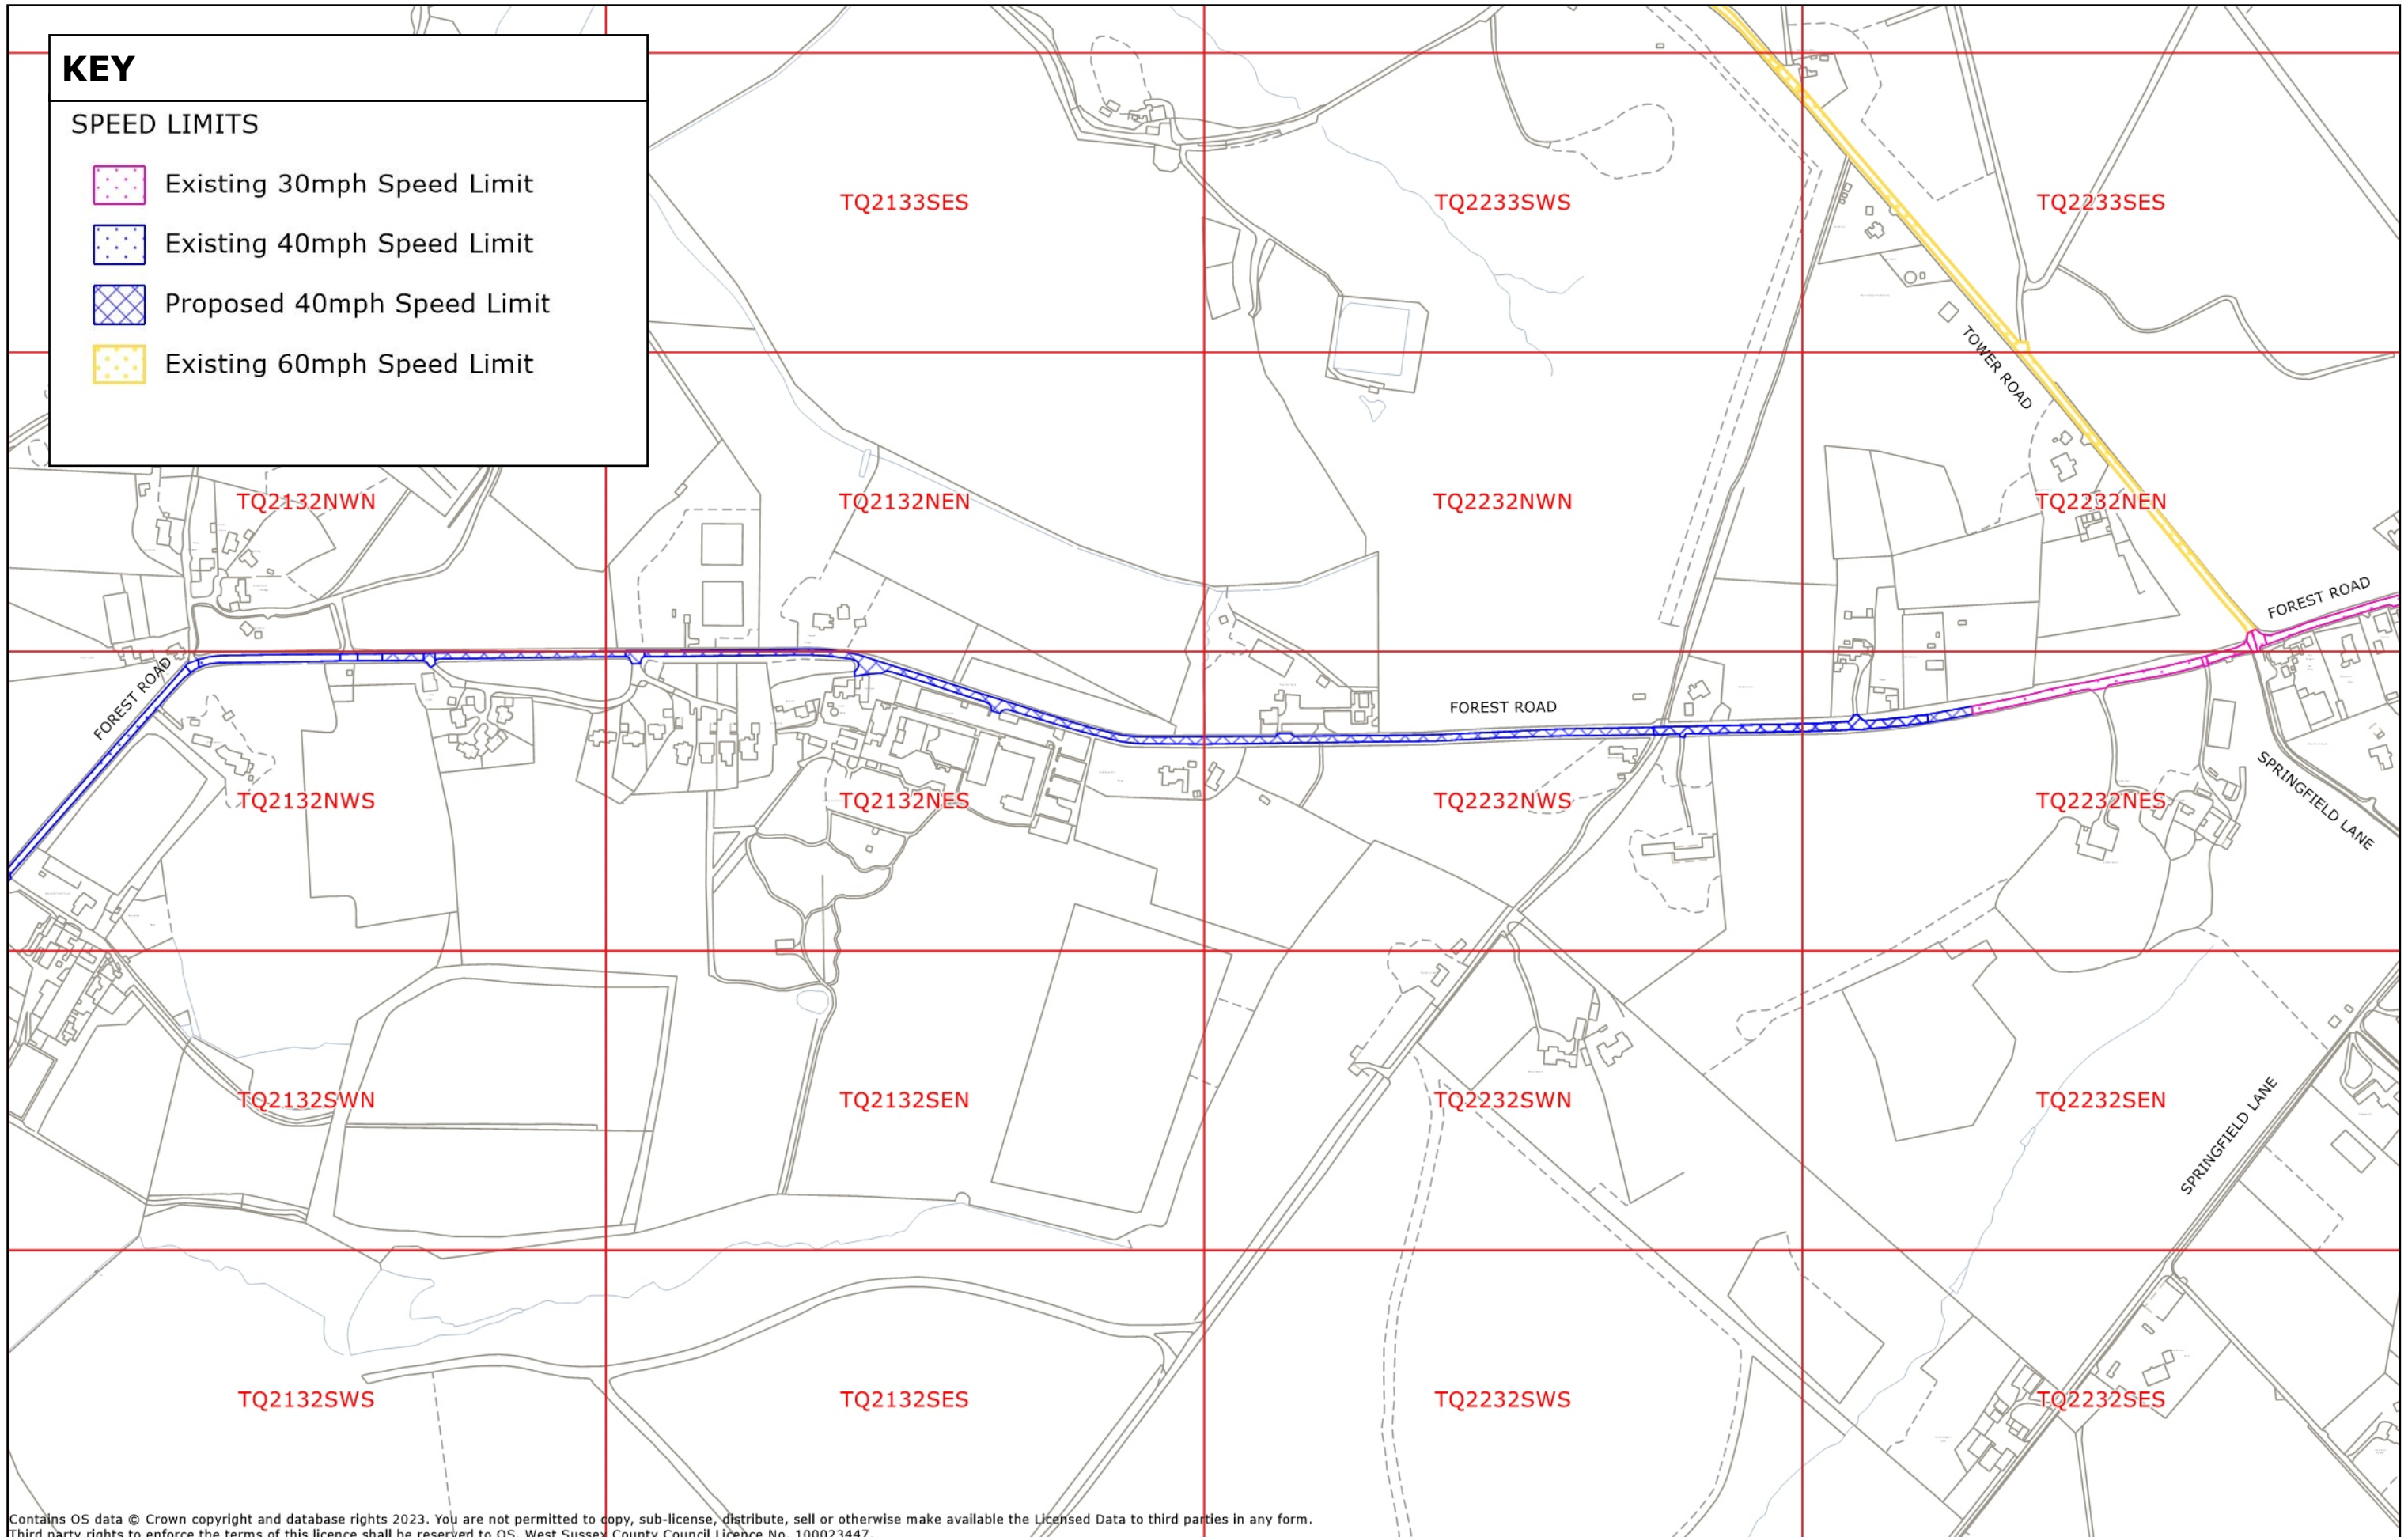 KEY
SPEED LIMITS
Existing 30mph Speed Limit
Existing 40mph Speed Limit
Proposed 40mph Speed Limit
Existing 60mph Speed Limit
TQ2133SES
TQ2233SWS
TQ2233SES
TOWER ROAD
TQ2132NWN
TQ2132NEN
TQ2232NWN
TQ2232NEN
FOREST ROAD
FOREST ROAD
FOREST ROAD
TQ2132NWS
TQ2132NES
TQ2232NWS
TQ2232NES
SPRINGFIELD LANE
TQ2132SWN
TQ2132SEN
TQ2232SWN
TQ2232SEN
SPRINGFIELD LANE
TQ2132SWS
TQ2132SES
TQ2232SWS
TQ2232SES
Contains OS data © Crown copyright and database rights 2023. You are not permitted to copy, sub-license, distribute, sell or otherwise make available the Licensed Data to third parties in any form.
Third party rights to enforce the terms of this licence shall be reserved to OS. West Sussex County Council Licence No. 100023447.